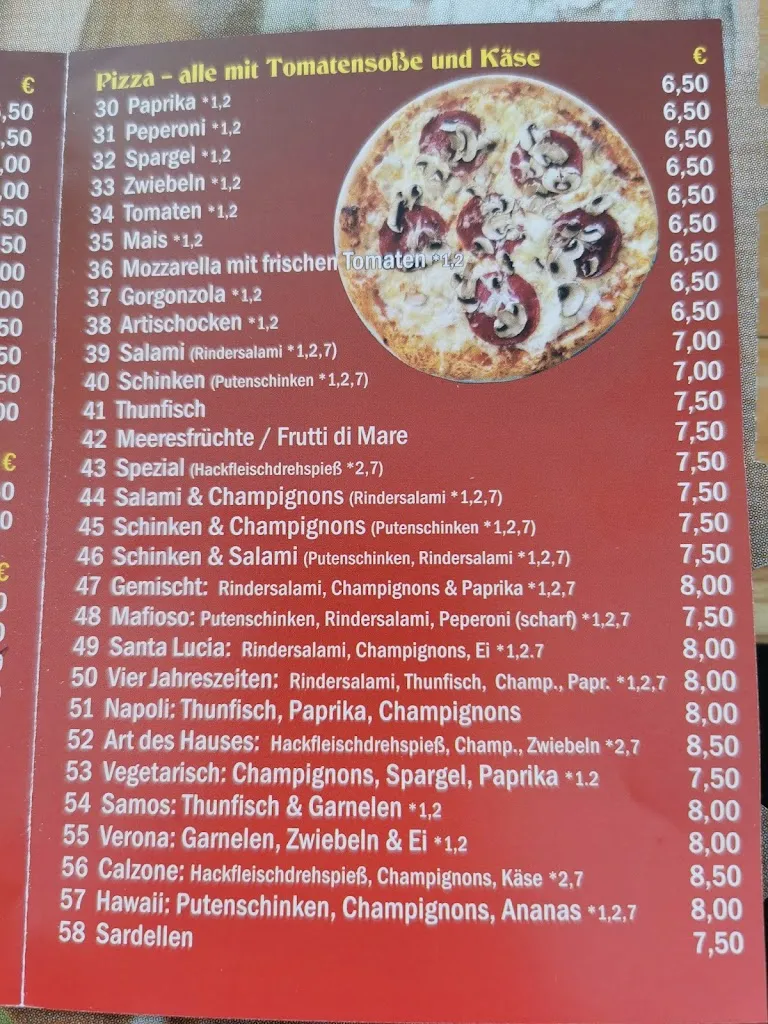 Pizza - alle mit Tomatensoße und Käse €
30 Paprika *1,2 6,50
31 Peperoni *1,2 6,50
32 Spargel *1,2 6,50
33 Zwiebeln *1,2 6,50
34 Tomaten *1,2 6,50
35 Mais *1,2 6,50
36 Mozzarella mit frischen Tomaten *1,2 6,50
37 Gorgonzola *1,2 6,50
38 Artischocken *1,2 6,50
39 Salami (Rindersalami *1,2,7) 7,00
40 Schinken (Putenschinken *1,2,7) 7,00
41 Thunfisch 7,50
42 Meeresfrüchte / Frutti di Mare 7,50
43 Spezial (Hackfleischdrehspieß *2,7) 7,50
44 Salami & Champignons (Rindersalami *1,2,7) 7,50
45 Schinken & Champignons (Putenschinken *1,2,7) 7,50
46 Schinken & Salami (Putenschinken, Rindersalami *1,2,7) 7,50
47 Gemischt: Rindersalami, Champignons & Paprika *1,2,7 8,00
48 Mafioso: Putenschinken, Rindersalami, Peperoni (scharf) *1,2,7 7,50
49 Santa Lucia: Rindersalami, Champignons, Ei *1,2.7 8,00
50 Vier Jahreszeiten: Rindersalami, Thunfisch, Champ., Papr. *1,2,7 8,00
51 Napoli: Thunfisch, Paprika, Champignons 8,00
52 Art des Hauses: Hackfleischdrehspieß, Champ., Zwiebeln *2,7 8,50
53 Vegetarisch: Champignons, Spargel, Paprika *1.2 7,50
54 Samos: Thunfisch & Garnelen *1,2 8,00
55 Verona: Garnelen, Zwiebeln & Ei *1,2 8,00
56 Calzone: Hackfleischdrehspieß, Champignons, Käse *2,7 8,50
57 Hawaii: Putenschinken, Champignons, Ananas *1,2,7 8,00
58 Sardellen 7,50